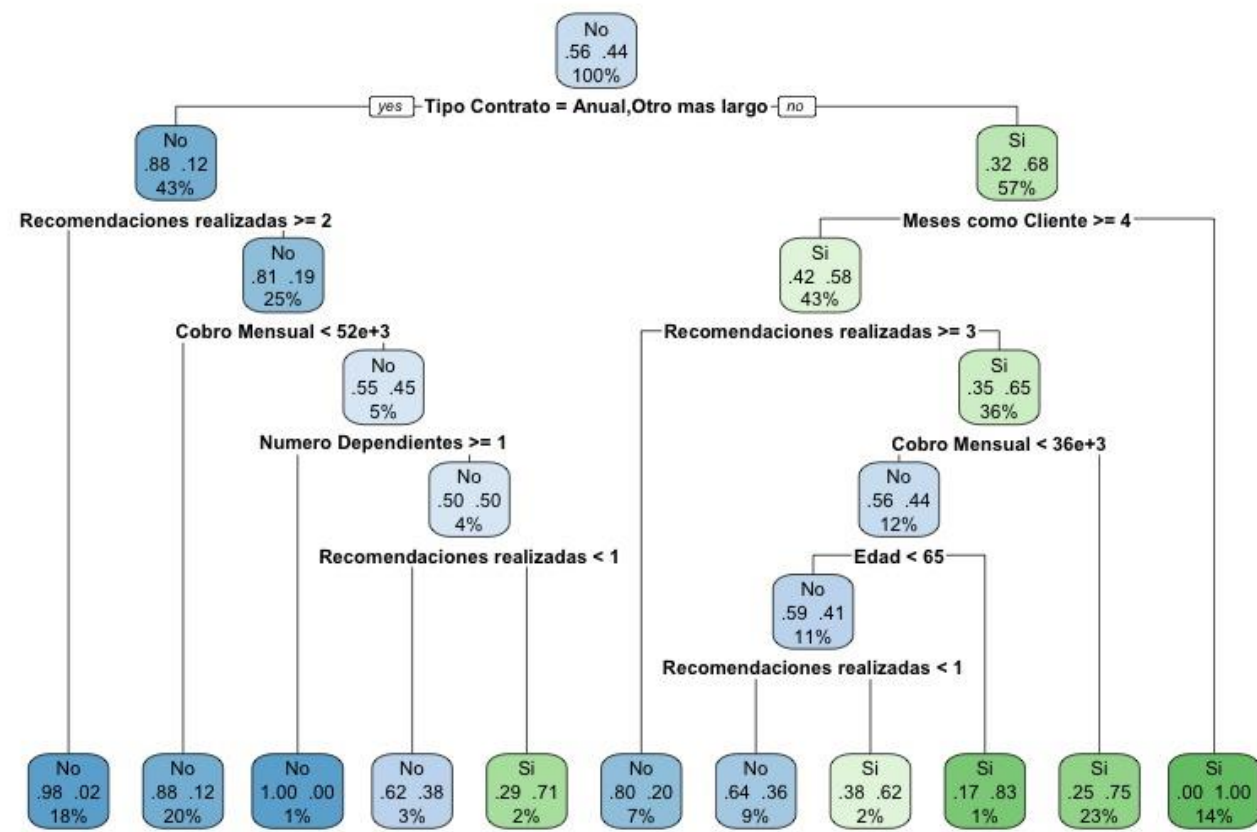 No
.56 .44
100%
yes Tipo Contrato = Anual,Otro mas largo no
No
.88 .12
43%
Si
.32 .68
57%
Recomendaciones realizadas >= 2
Meses como Cliente >= 4
No
.81 .19
25%
Si
.42 .58
43%
Cobro Mensual < 52e+3
Recomendaciones realizadas >= 3
No
.55 .45
5%
Si
.35 .65
36%
Numero Dependientes >= 1
Cobro Mensual < 36e+3
No
.50 .50
4%
No
.56 .44
12%
Recomendaciones realizadas < 1
Edad < 65
No
.59 .41
11%
Recomendaciones realizadas < 1
No
.98 .02
18%
No
.88 .12
20%
No
1.00 .00
1%
No
.62 .38
3%
Si
.29 .71
2%
No
.80 .20
7%
No
.64 .36
9%
Si
.38 .62
2%
Si
.17 .83
1%
Si
.25 .75
23%
Si
.00 1.00
14%